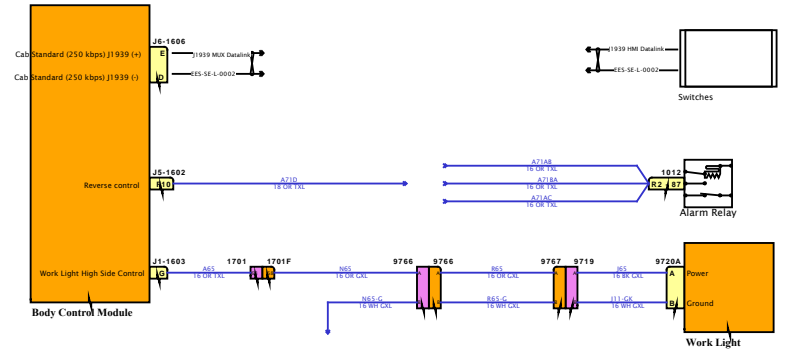 J6-1606
Cab Standard (250 kbps) J1939 (+)
E
J1939 MUX Datalink
J1939 HMI Datalink
Cab Standard (250 kbps) J1939 (-)
D
EES-SE-L-0002
EES-SE-L-0002
Switches
J5-1602
Reverse control
F10
A71D
18 OR TXL
A71AB
16 OR TXL
A71BA
16 OR TXL
A71AC
16 OR TXL
1012
R2
87
Alarm Relay
J1-1603
Work Light High Side Control
G
A65
16 OR TXL
1701
1701F
N65
16 OR GXL
9766
9766
A
A
R65
16 OR GXL
9767
9719
A
A
J65
16 BK GXL
9720A
A
Power
N65-G
16 WH GXL
R65-G
16 WH GXL
J11-GK
16 WH GXL
B
Ground
Body Control Module
Work Light